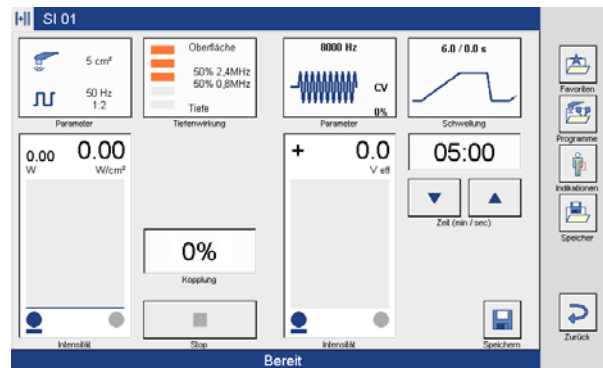 SI 01
5 cm²
50 Hz
1:2
Parameter
Oberfläche
50% 2,4MHz
50% 0,8MHz
Tiefe
Tiefenwirkung
8000 Hz
CV
0%
Parameter
6.0 / 0.0 s
Schwellung
Favoriten
Programme
Indikationen
Speicher
Zurück
0.00 0.00
W W/cm²
Intensität
0%
Kopplung
Stop
+ 0.0
V eff
Intensität
05:00
Zeit (min / sec)
Speichern
Bereit